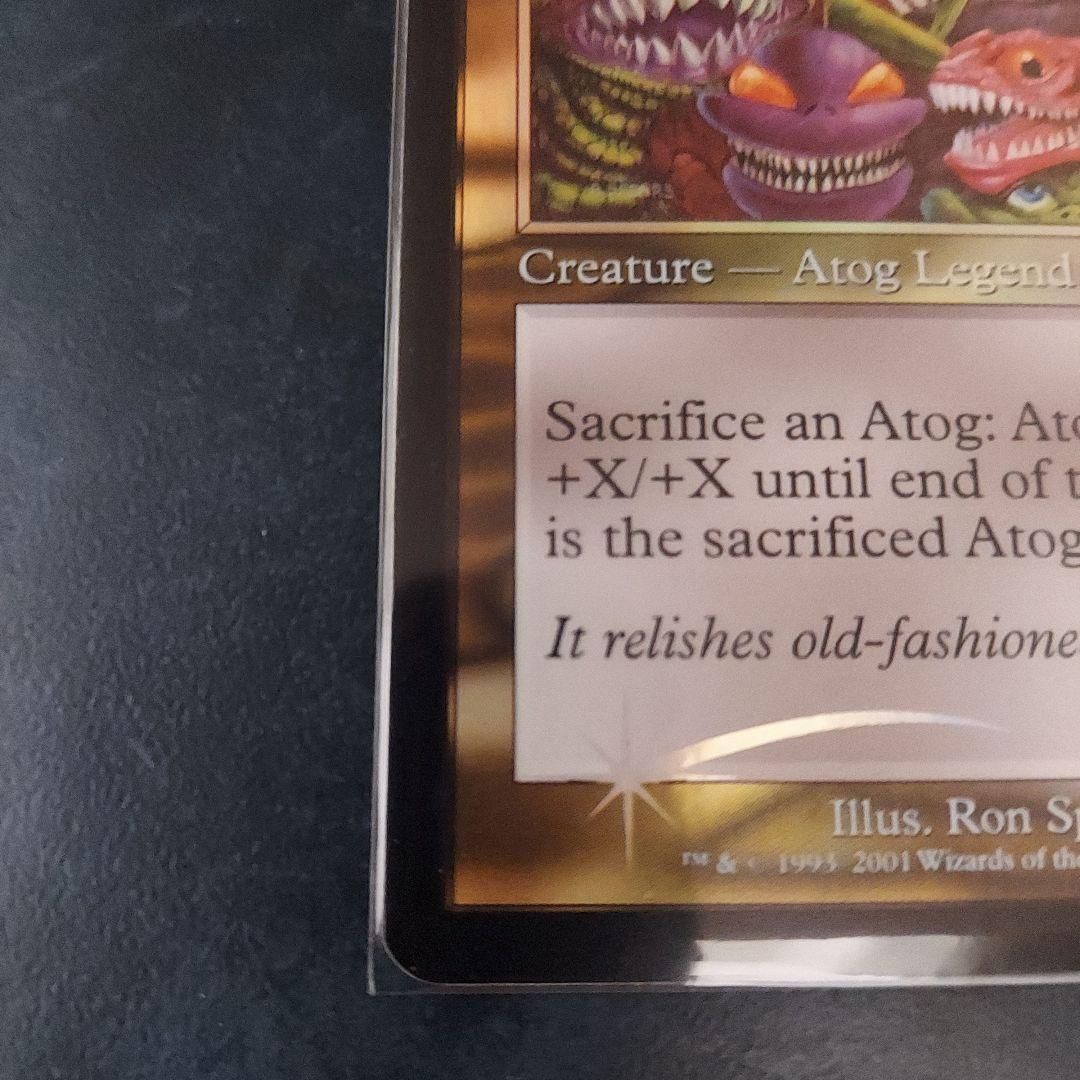 Creature — Atog Legend
Sacrifice an Atog: Ato
+X/+X until end of t
is the sacrificed Atog
It relishes old-fashione
Illus. Ron Sp
™ & © 1993 2001 Wizards of the